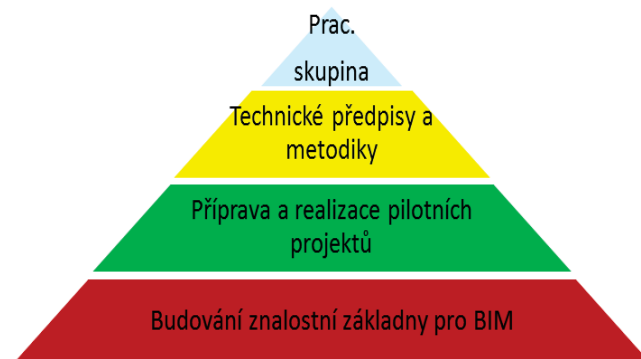 Prac.
skupina
Technické předpisy a
metodiky
Příprava a realizace pilotních
projektů
Budování znalostní základny pro BIM